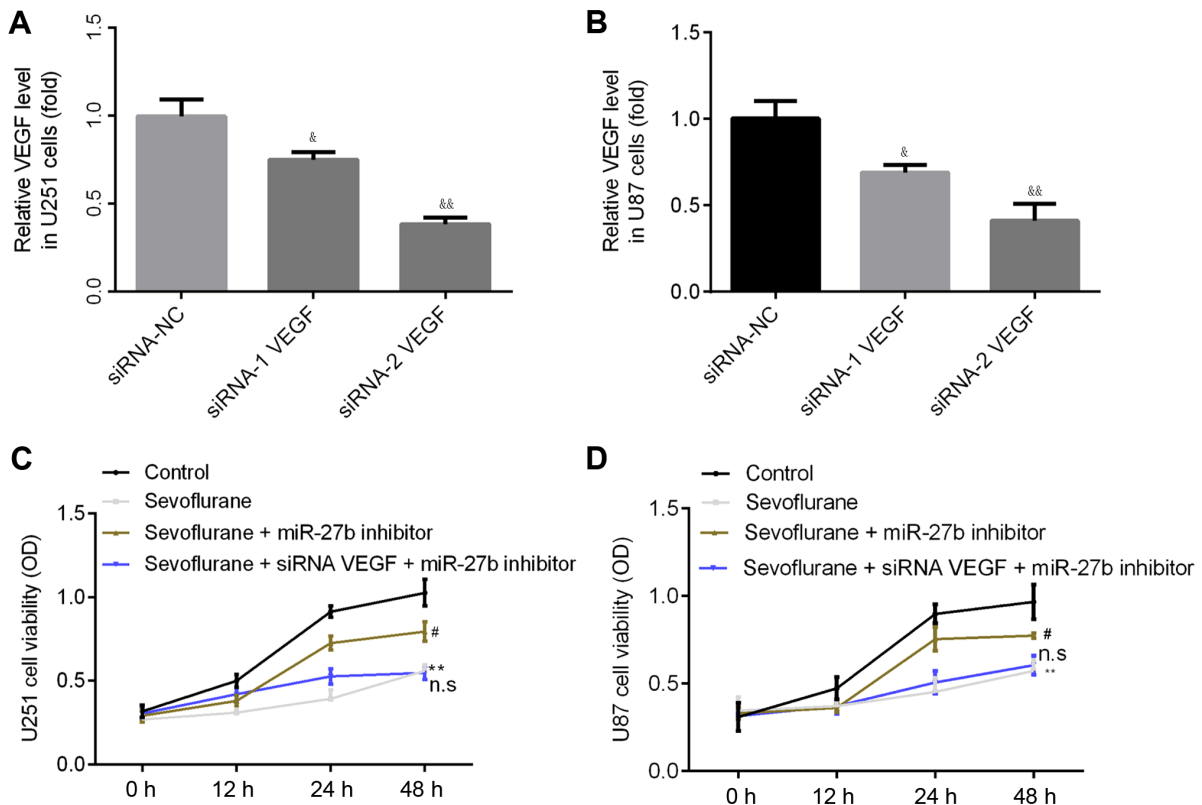 A
Relative VEGF level
in U251 cells (fold)
1.5
1.0
0.5
0.0
&
&&
siRNA-NC
siRNA-1 VEGF
siRNA-2 VEGF
B
Relative VEGF level
in U87 cells (fold)
1.5
1.0
0.5
0.0
&
&&
siRNA-NC
siRNA-1 VEGF
siRNA-2 VEGF
C
Control
Sevoflurane
Sevoflurane + miR-27b inhibitor
Sevoflurane + siRNA VEGF + miR-27b inhibitor
U251 cell viability (OD)
1.5
1.0
0.5
0.0
#
**
n.s
0 h
12 h
24 h
48 h
D
Control
Sevoflurane
Sevoflurane + miR-27b inhibitor
Sevoflurane + siRNA VEGF + miR-27b inhibitor
U87 cell viability (OD)
1.5
1.0
0.5
0.0
#
n.s
**
0 h
12 h
24 h
48 h